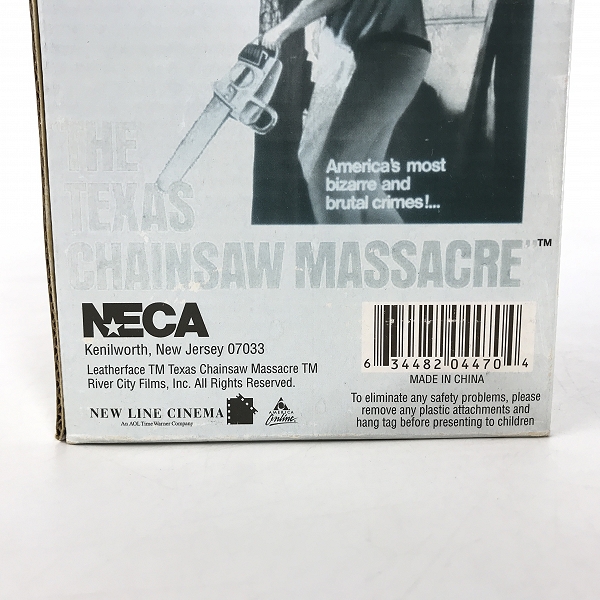 America's most
bizarre and
brutal crimes!...
THE
TEXAS
CHAINSAW MASSACRE™
NECA
Kenilworth, New Jersey 07033
Leatherface TM Texas Chainsaw Massacre TM
River City Films, Inc. All Rights Reserved.
NEW LINE CINEMA
An AOL Time Warner Company
AMERICA
Online
6 34482 04470 4
MADE IN CHINA
To eliminate any safety problems, please
remove any plastic attachments and
hang tag before presenting to children